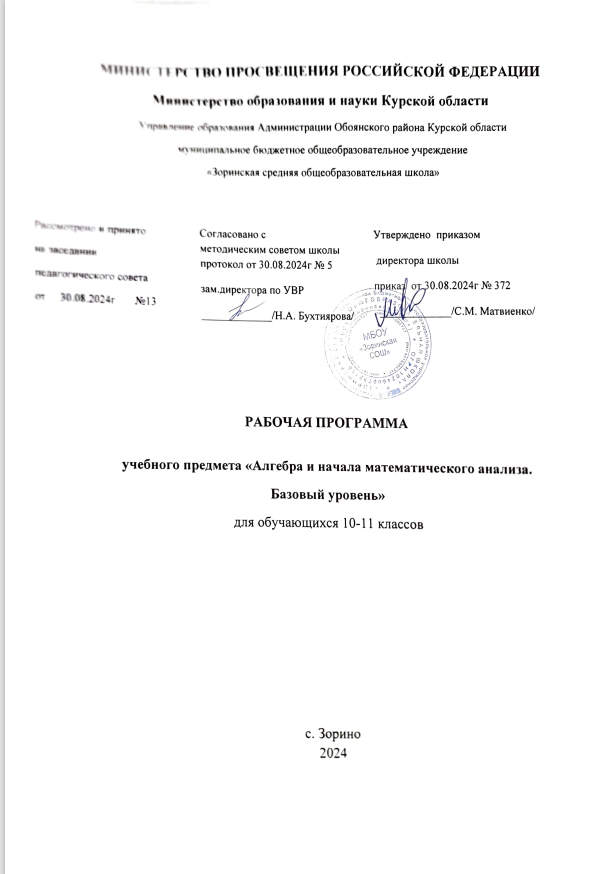 МИНИСТЕРСТВО ПРОСВЕЩЕНИЯ РОССИЙСКОЙ ФЕДЕРАЦИИ
Министерство образования и науки Курской области
Управление образования Администрации Обоянского района Курской области
муниципальное бюджетное общеобразовательное учреждение
«Зоринская средняя общеобразовательная школа»
Рассмотрено и принято
на заседании
педагогического совета
от 30.08.2024г №13
Согласовано с
методическим советом школы
протокол от 30.08.2024г № 5
зам.директора по УВР
/Н.А. Бухтиярова/
Утверждено приказом
директора школы
приказ от 30.08.2024г № 372
/С.М. Матвиенко/
МБОУ
«Зоринская
СОШ»
РАБОЧАЯ ПРОГРАММА
учебного предмета «Алгебра и начала математического анализа.
Базовый уровень»
для обучающихся 10-11 классов
с. Зорино
2024